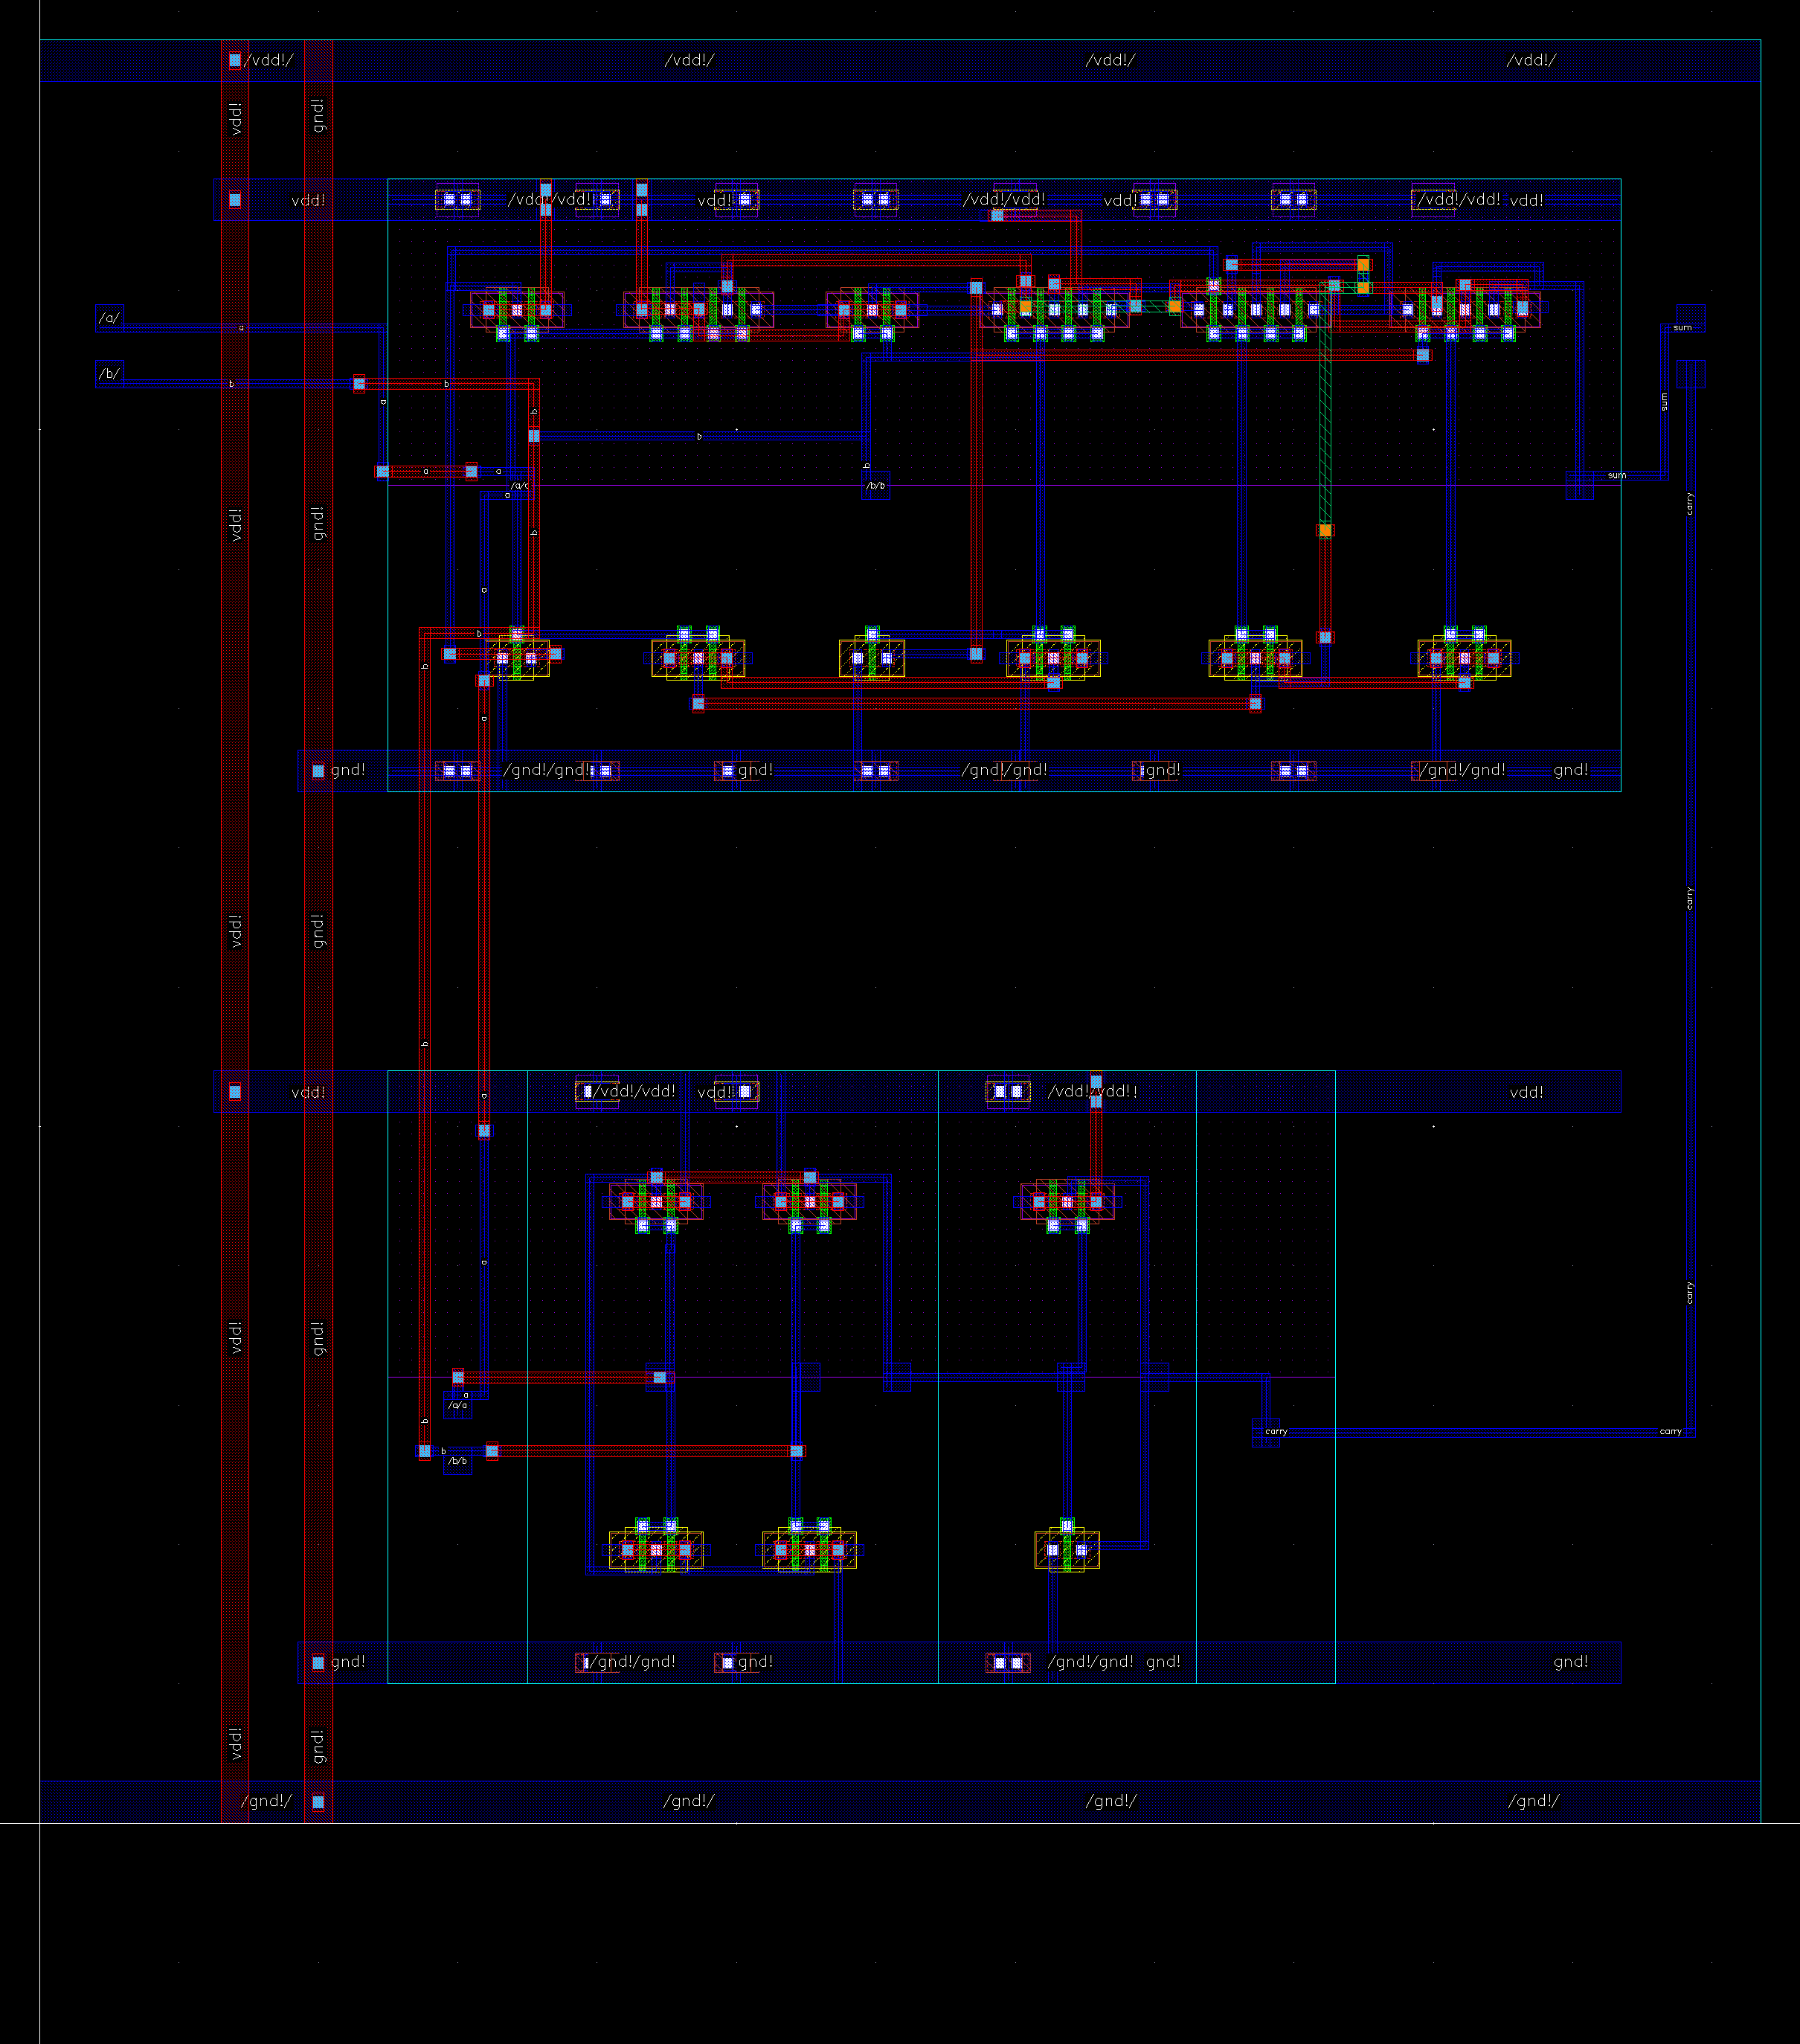 /vdd!/ /vdd!/ /vdd!/ /vdd!/
vdd! gnd!
vdd! /vdd!/vdd! vdd! /vdd!/vdd! vdd! /vdd!/vdd! vdd!
/a/ a sum
/b/ b b b b a sum
a a /a/a a b /b/b sum
vdd! gnd! b carry
a
b b
a
gnd! /gnd!/gnd! gnd! /gnd!/gnd! gnd! /gnd!/gnd! gnd!
vdd! gnd! carry
b
vdd! a /vdd!/vdd! vdd! /vdd!/vdd! ! vdd!
a
vdd! gnd! carry
a
/a/a
b carry carry
b
/b/b
gnd! /gnd!/gnd! gnd! /gnd!/gnd! gnd! gnd!
vdd! gnd!
/gnd!/ /gnd!/ /gnd!/ /gnd!/